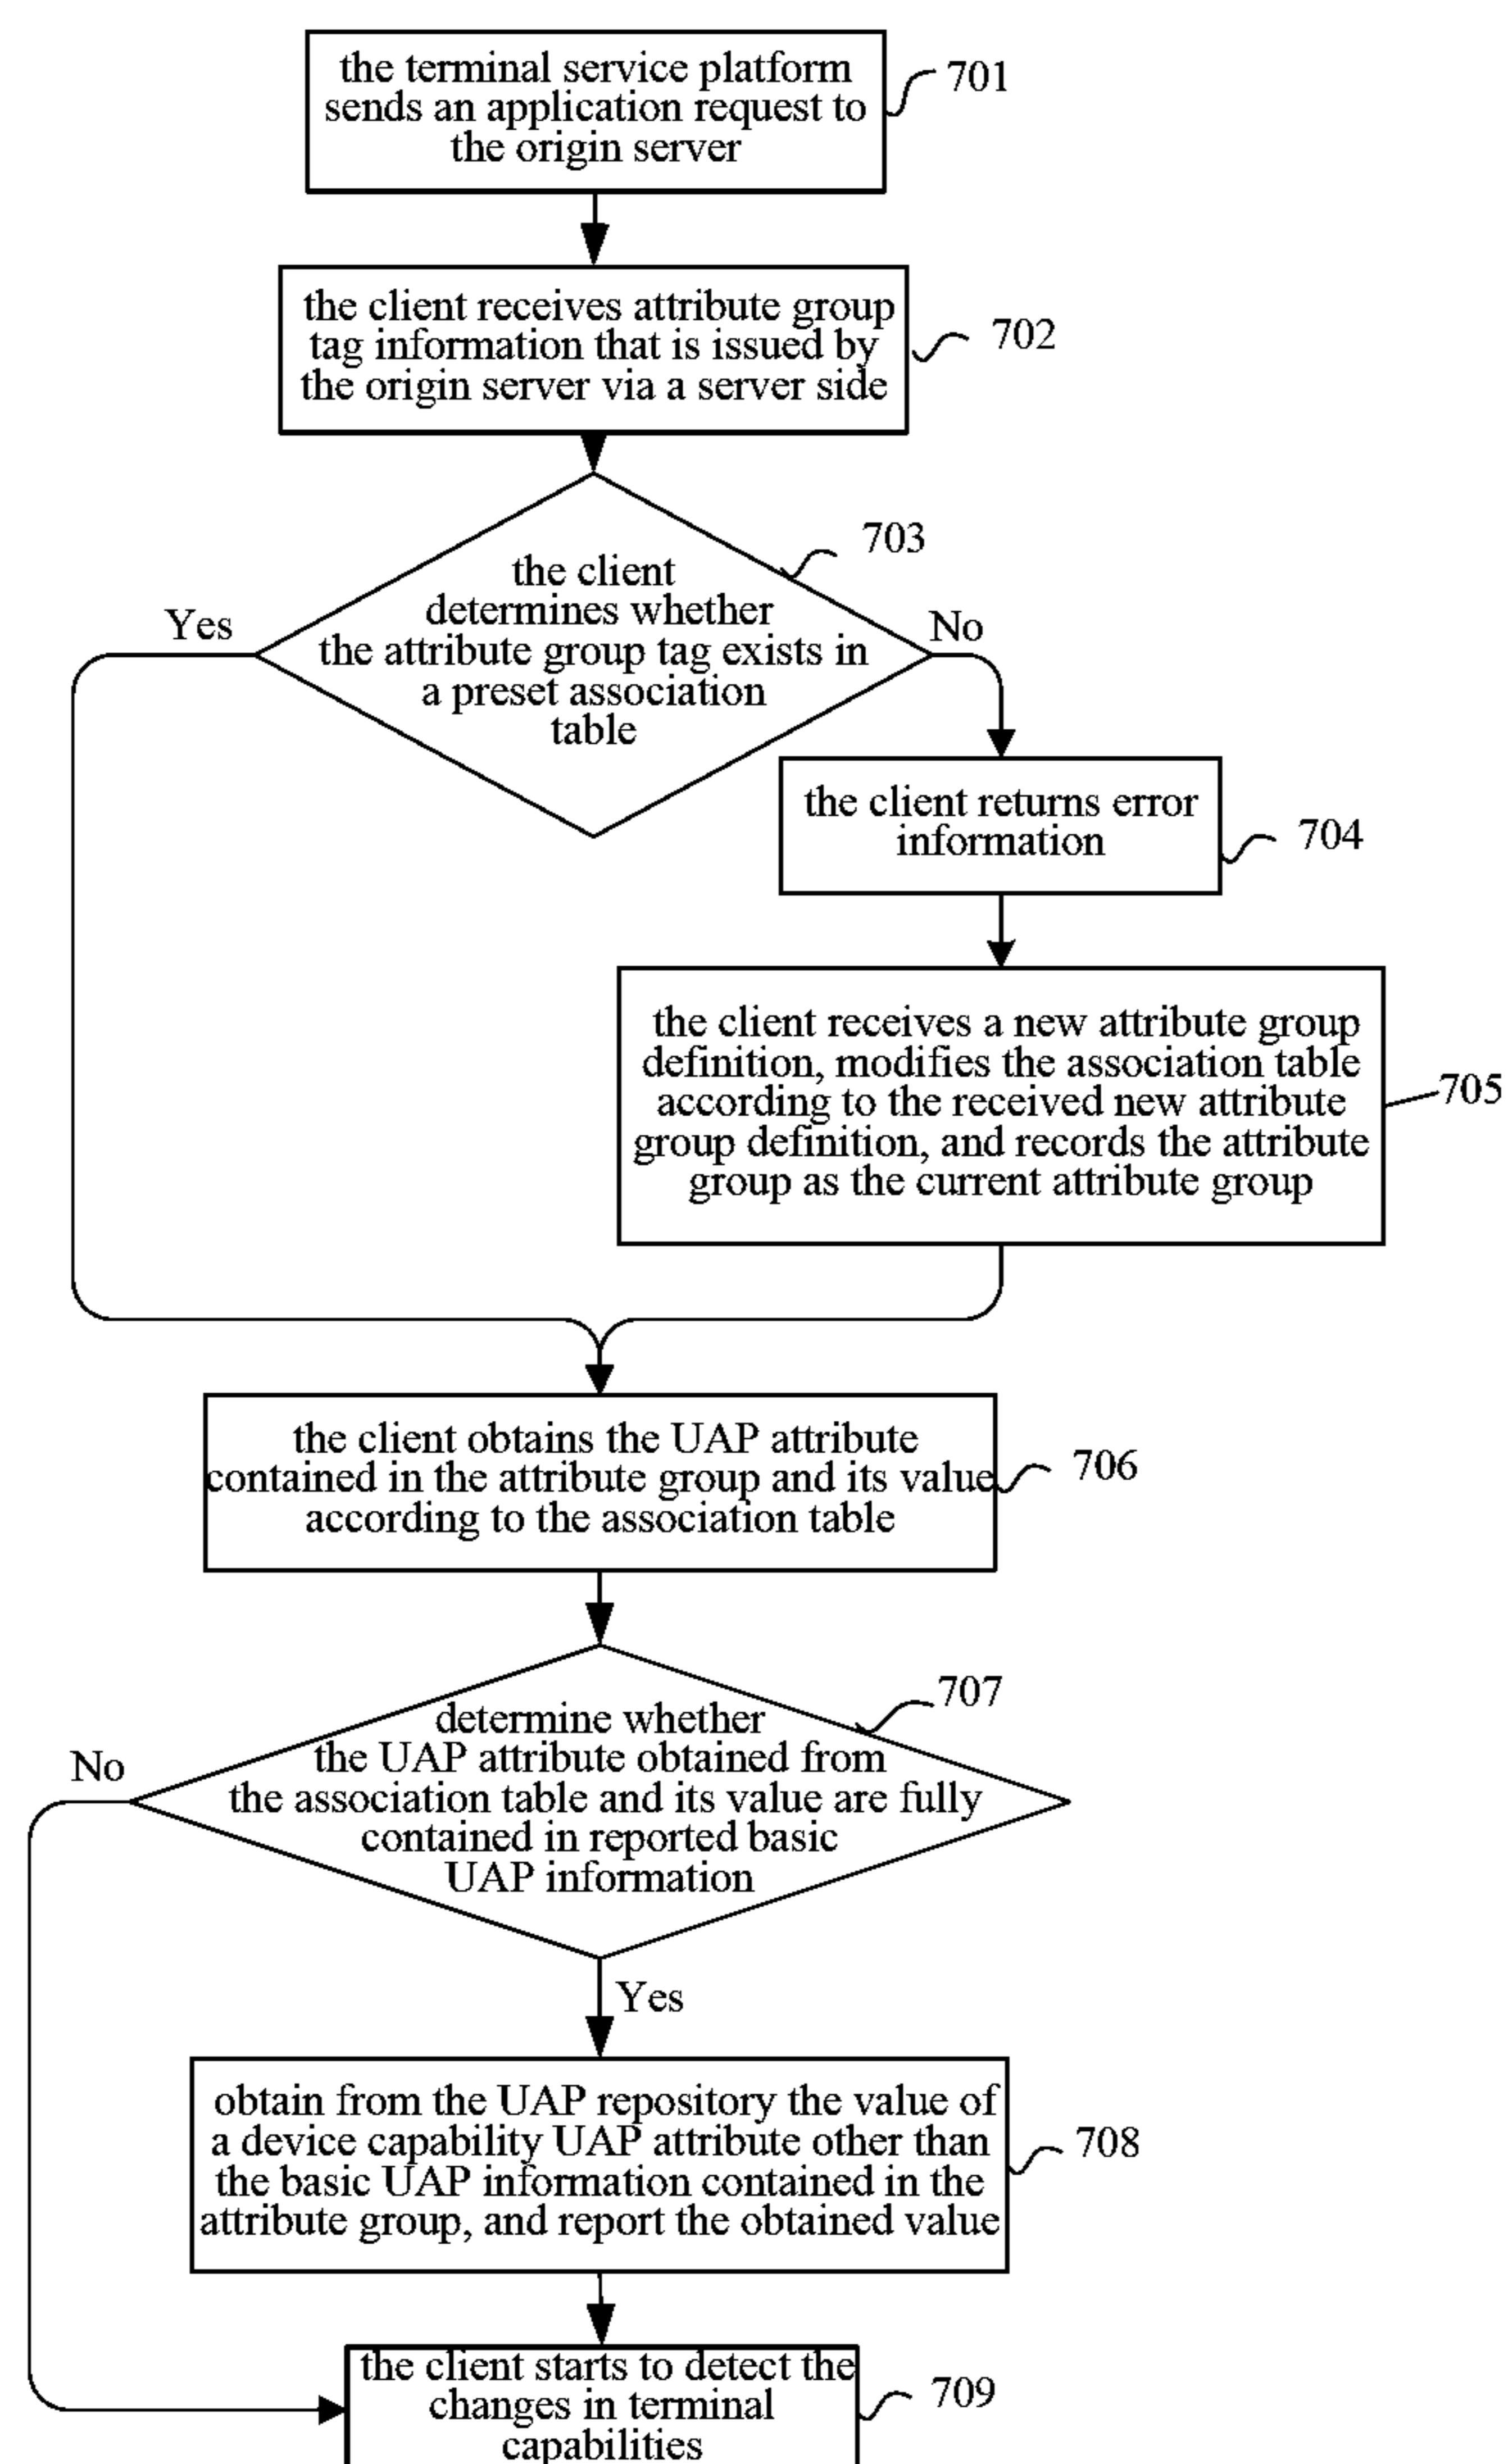 the terminal service platform
sends an application request to
the origin server
701
the client receives attribute group
tag information that is issued by
the origin server via a server side
702
703
the client
determines whether
the attribute group tag exists in
a preset association
table
Yes
No
the client returns error
information
704
the client receives a new attribute group
definition, modifies the association table
according to the received new attribute
group definition, and records the attribute
group as the current attribute group
705
the client obtains the UAP attribute
contained in the attribute group and its value
according to the association table
706
707
determine whether
the UAP attribute obtained from
the association table and its value are fully
contained in reported basic
UAP information
No
Yes
obtain from the UAP repository the value of
a device capability UAP attribute other than
the basic UAP information contained in the
attribute group, and report the obtained value
708
the client starts to detect the
changes in terminal
capabilities
709